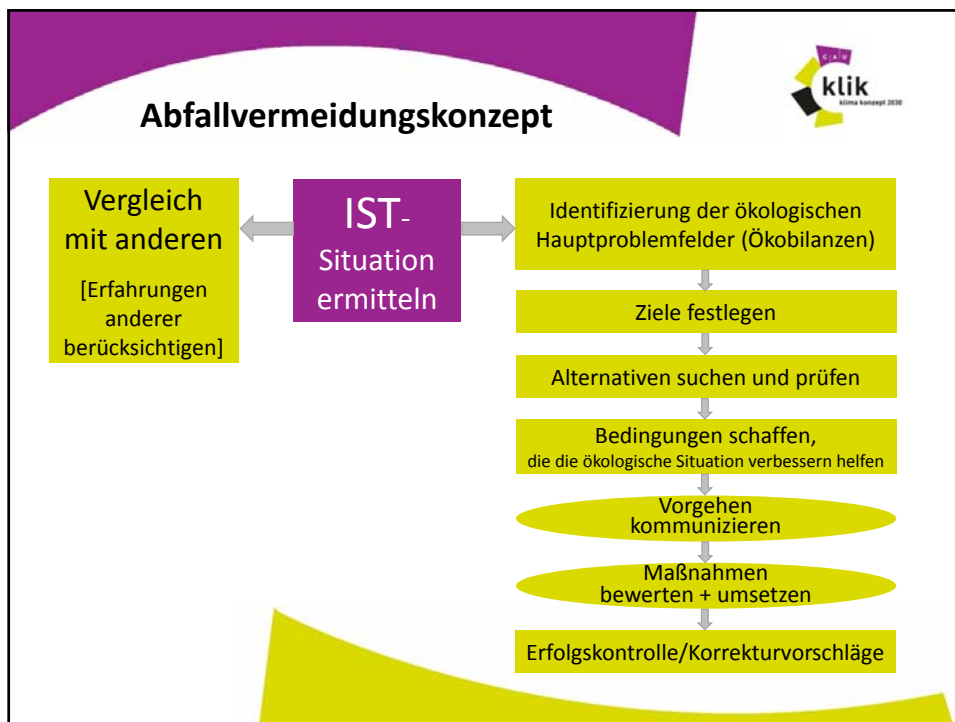 CAU
klik
klima konzept 2030
Abfallvermeidungskonzept
Vergleich
mit anderen
[Erfahrungen
anderer
berücksichtigen]
IST-
Situation
ermitteln
Identifizierung der ökologischen
Hauptproblemfelder (Ökobilanzen)
Ziele festlegen
Alternativen suchen und prüfen
Bedingungen schaffen,
die die ökologische Situation verbessern helfen
Vorgehen
kommunizieren
Maßnahmen
bewerten + umsetzen
Erfolgskontrolle/Korrekturvorschläge